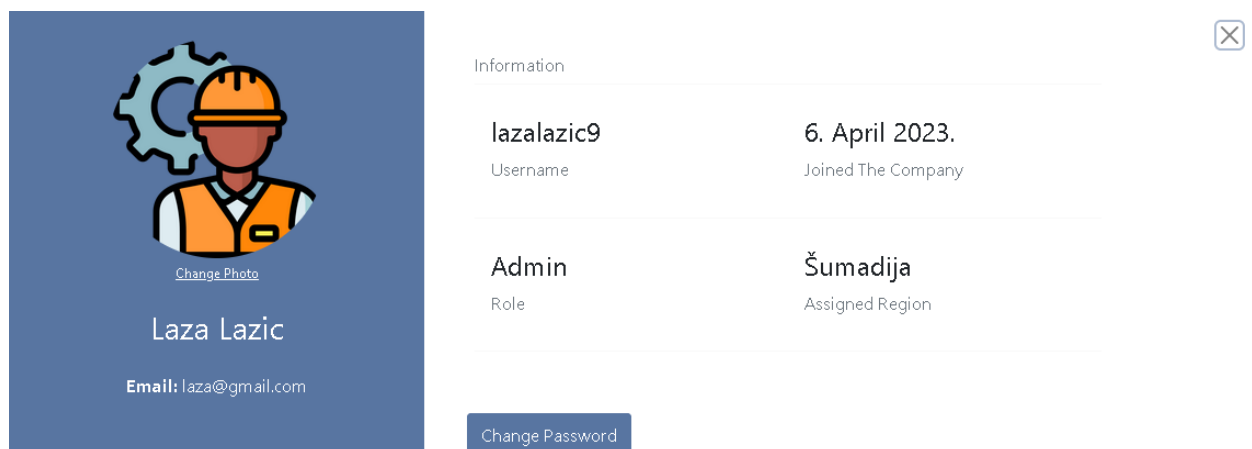 Change Photo
Laza Lazic
Email: laza@gmail.com
Information
lazalazic9
Username
6. April 2023.
Joined The Company
Admin
Role
Šumadija
Assigned Region
Change Password